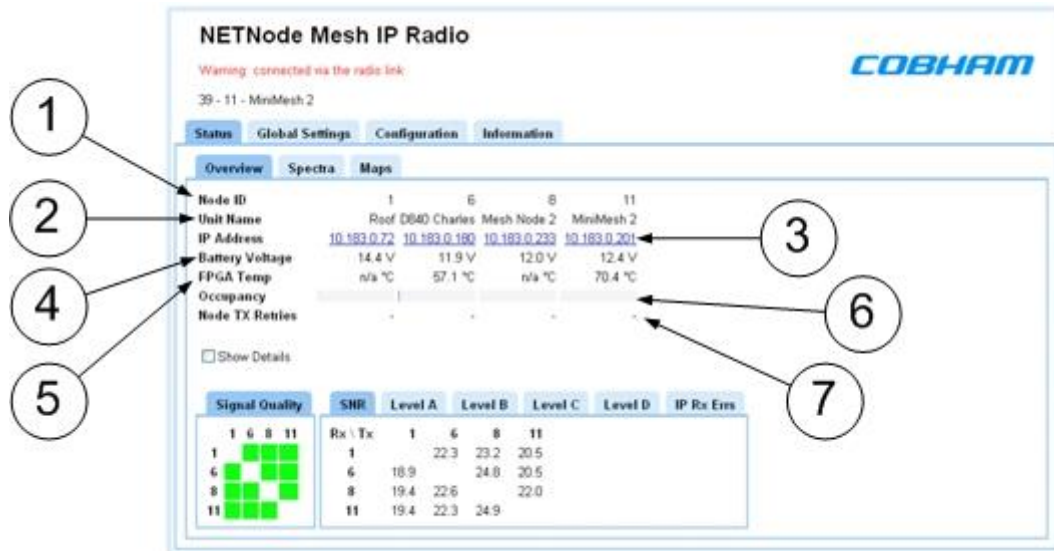 NETNode Mesh IP Radio
COBHAM
Warning: connected via the radio link
39 - 11 - MiniMesh 2
Status Global Settings Configuration Information
Overview Spectra Maps
1 Node ID 1 6 8 11
2 Unit Name Roof D840 Charles Mesh Node 2 MiniMesh 2
IP Address 10.183.0.72 10.183.0.180 10.183.0.233 10.183.0.201 3
4 Battery Voltage 14.4 V 11.9 V 12.0 V 12.4 V
5 FPGA Temp n/a °C 57.1 °C n/a °C 70.4 °C
Occupancy 6
Node TX Retries - - - - 7
Show Details
Signal Quality SNR Level A Level B Level C Level D IP Rx Errs
1 6 8 11 Rx \ Tx 1 6 8 11
1 1 22.3 23.2 20.5
6 6 18.9 24.8 20.5
8 8 19.4 22.6 22.0
11 11 19.4 22.3 24.9